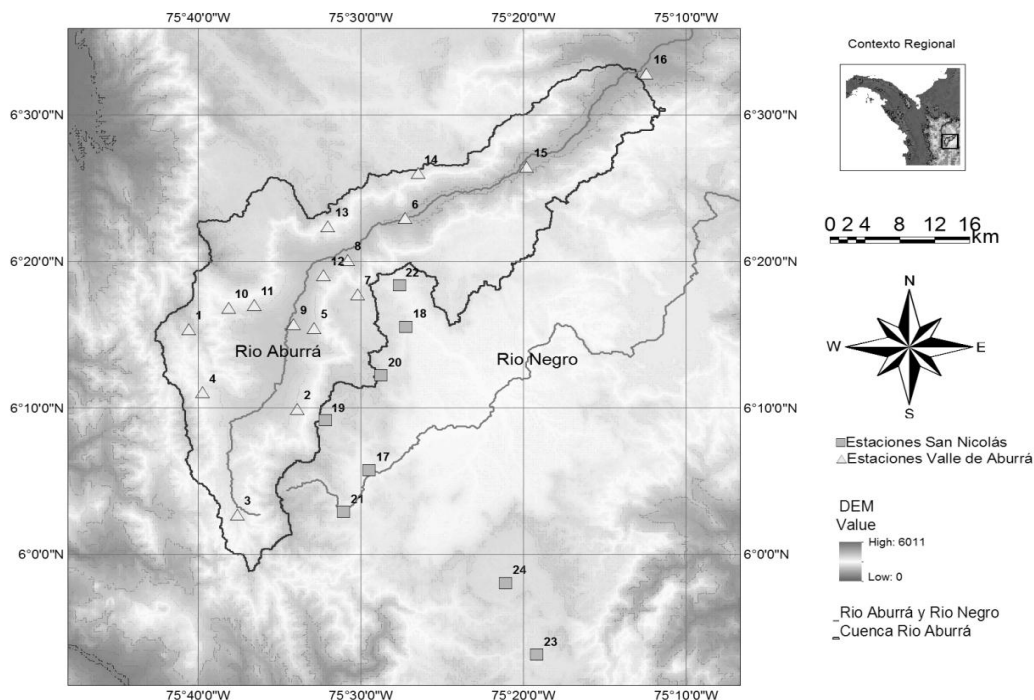 75°40'0"W 75°30'0"W 75°20'0"W 75°10'0"W
6°30'0"N 6°30'0"N
6°20'0"N 6°20'0"N
6°10'0"N 6°10'0"N
6°0'0"N 6°0'0"N
16
15
14
13
6
8
12
7
22
10
11
1
9
5
18
Rio Aburrá
Rio Negro
20
4
2
19
17
3
21
24
23
75°40'0"W 75°30'0"W 75°20'0"W 75°10'0"W
Contexto Regional
0 2 4 8 12 16
km
N
W E
S
Estaciones San Nicolás
Estaciones Valle de Aburrá
DEM
Value
High: 6011
Low: 0
Rio Aburrá y Rio Negro
Cuenca Rio Aburrá